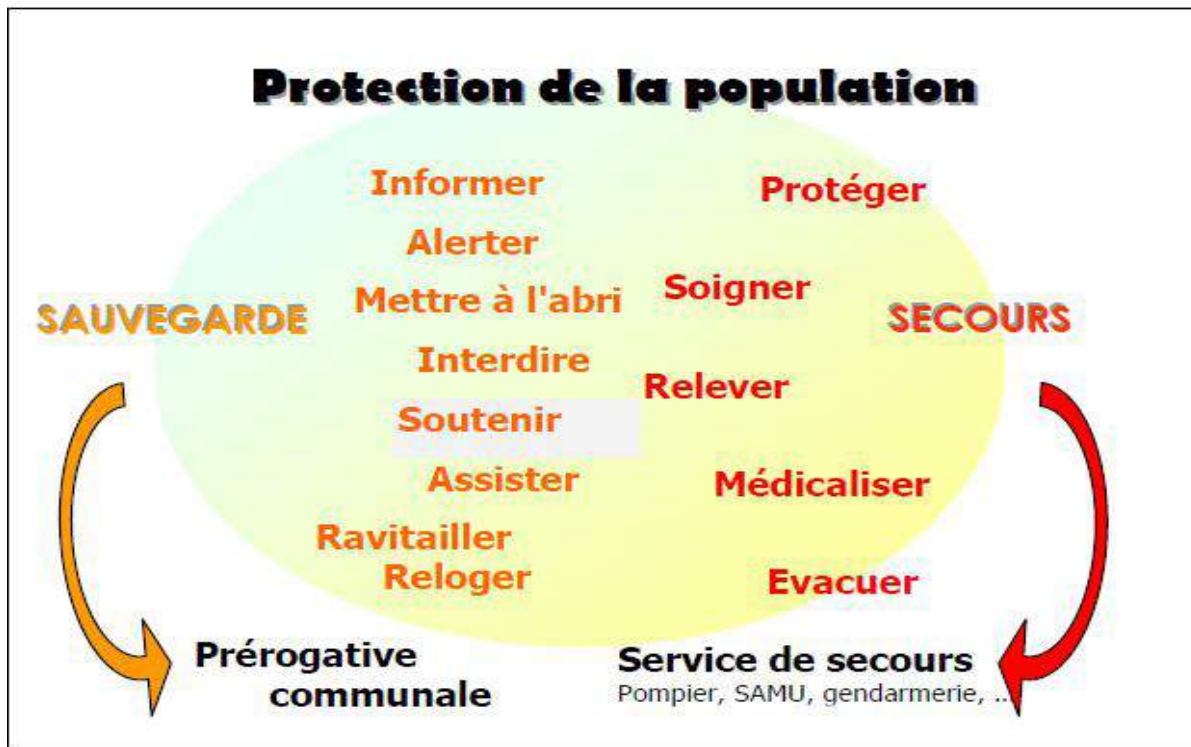 Protection de la population
Informer
Alerter
Mettre à l'abri
Interdire
Soutenir
Assister
Ravitailler
Reloger
Protéger
Soigner
Relever
Médicaliser
Evacuer
SAUVEGARDE
SECOURS
Prérogative
communale
Service de secours
Pompier, SAMU, gendarmerie, ...